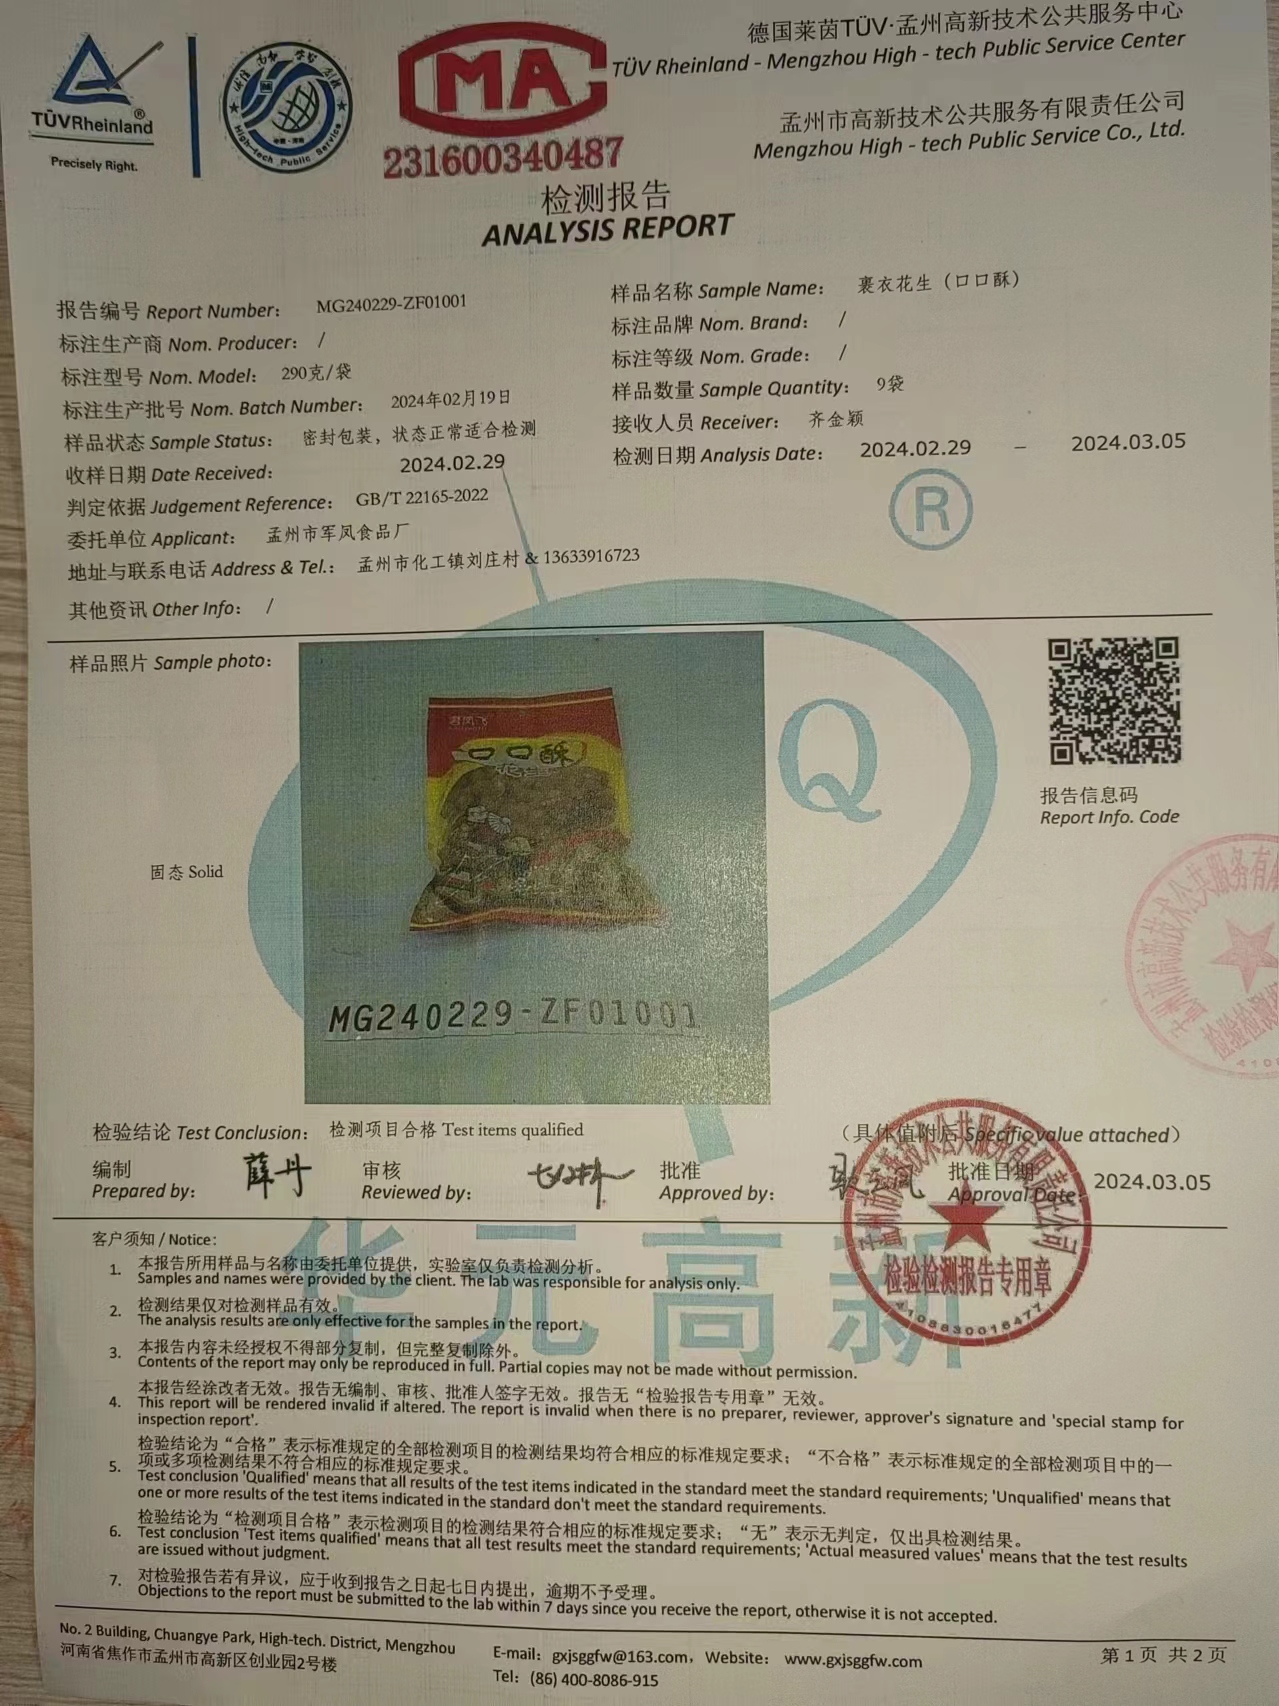 TÜVRheinland®
Precisely Right.
High-tech Public Service
MA
231600340487
德国莱茵TÜV·孟州高新技术公共服务中心
TÜV Rheinland - Mengzhou High - tech Public Service Center
孟州市高新技术公共服务有限责任公司
Mengzhou High - tech Public Service Co., Ltd.
检测报告
ANALYSIS REPORT
报告编号 Report Number: MG240229-ZF01001
样品名称 Sample Name: 裹衣花生（口口酥）
标注生产商 Nom. Producer: /
标注品牌 Nom. Brand: /
标注型号 Nom. Model: 290克/袋
标注等级 Nom. Grade: /
标注生产批号 Nom. Batch Number: 2024年02月19日
样品数量 Sample Quantity: 9袋
样品状态 Sample Status: 密封包装，状态正常适合检测
接收人员 Receiver: 齐金颖
收样日期 Date Received: 2024.02.29
检测日期 Analysis Date: 2024.02.29 – 2024.03.05
判定依据 Judgement Reference: GB/T 22165-2022
委托单位 Applicant: 孟州市军凤食品厂
地址与联系电话 Address & Tel.: 孟州市化工镇刘庄村 & 13633916723
其他资讯 Other Info: /
®
Q
样品照片 Sample photo:
口口酥
固态 Solid
MG240229-ZF01001
报告信息码
Report Info. Code
检验结论 Test Conclusion: 检测项目合格 Test items qualified
（具体值附后 Specific value attached）
编制
Prepared by: 薛丹
审核
Reviewed by:
批准
Approved by:
批准日期
Approval Date: 2024.03.05
孟州市高新技术公共服务有限责任公司
检验检测报告专用章
4108830018477
华元高新
客户须知 / Notice:
1. 本报告所用样品与名称由委托单位提供，实验室仅负责检测分析。
Samples and names were provided by the client. The lab was responsible for analysis only.
2. 检测结果仅对检测样品有效。
The analysis results are only effective for the samples in the report.
3. 本报告内容未经授权不得部分复制，但完整复制除外。
Contents of the report may only be reproduced in full. Partial copies may not be made without permission.
4. 本报告经涂改者无效。报告无编制、审核、批准人签字无效。报告无“检验报告专用章”无效。
This report will be rendered invalid if altered. The report is invalid when there is no preparer, reviewer, approver's signature and 'special stamp for
inspection report'.
5. 检验结论为“合格”表示标准规定的全部检测项目的检测结果均符合相应的标准规定要求；“不合格”表示标准规定的全部检测项目中的一
项或多项检测结果不符合相应的标准规定要求。
Test conclusion 'Qualified' means that all results of the test items indicated in the standard meet the standard requirements; 'Unqualified' means that
one or more results of the test items indicated in the standard don't meet the standard requirements.
6. 检验结论为“检测项目合格”表示检测项目的检测结果符合相应的标准规定要求；“无”表示无判定，仅出具检测结果。
Test conclusion 'Test items qualified' means that all test results meet the standard requirements; 'Actual measured values' means that the test results
are issued without judgment.
7. 对检验报告若有异议，应于收到报告之日起七日内提出，逾期不予受理。
Objections to the report must be submitted to the lab within 7 days since you receive the report, otherwise it is not accepted.
No. 2 Building, Chuangye Park, High-tech. District, Mengzhou
河南省焦作市孟州市高新区创业园2号楼
E-mail: gxjsggfw@163.com, Website: www.gxjsggfw.com
Tel: (86) 400-8086-915
第 1 页 共 2 页